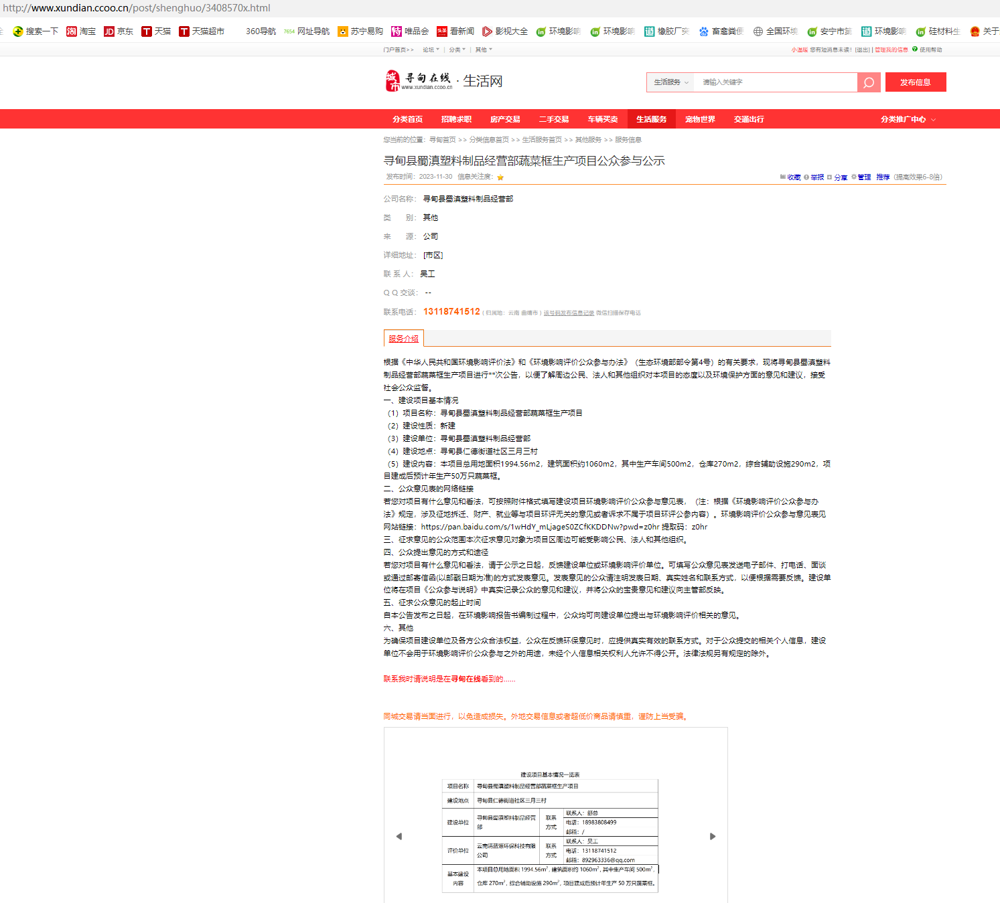 http://www.xundian.ccoo.cn/post/shenghuo/3408570x.html
搜索一下 淘宝 京东 天猫 天猫超市 360导航 7654 网址导航 苏宁易购 唯品会 看新闻 影视大全 环境影响 环境影响 橡胶厂突 畜禽粪便 全国环境 安宁市第 环境影响 硅材料生 关于
门户首页>> 论坛 | 分类 | 其他
小温暖 您有短消息未读! [退出] | 管理我的信息 使用帮助
城市 寻甸在线 www.xundian.ccoo.cn · 生活网
生活服务 请输入关键字 发布信息
分类首页 招聘求职 房产交易 二手交易 车辆买卖 生活服务 宠物世界 交通出行 分类推广中心
您当前的位置：寻甸首页 >> 分类信息首页 >> 生活服务首页 >> 其他服务 >> 服务信息
寻甸县蜀滇塑料制品经营部蔬菜框生产项目公众参与公示
发布时间：2023-11-30 信息关注度：
收藏 举报 分享 管理 推荐 (提高效果6-8倍)
公司名称： 寻甸县蜀滇塑料制品经营部
类 别： 其他
来 源： 公司
详细地址： [市区]
联 系 人： 吴工
Q Q 交谈： --
联系电话： 13118741512 ( 归属地：云南 曲靖市 ) 该号码发布信息记录 微信扫描保存电话
服务介绍
根据《中华人民共和国环境影响评价法》和《环境影响评价公众参与办法》（生态环境部部令第4号）的有关要求，现将寻甸县蜀滇塑料
制品经营部蔬菜框生产项目进行**次公告，以便了解周边公民、法人和其他组织对本项目的态度以及环境保护方面的意见和建议，接受
社会公众监督。
一、建设项目基本情况
（1）项目名称：寻甸县蜀滇塑料制品经营部蔬菜框生产项目
（2）建设性质：新建
（3）建设单位：寻甸县蜀滇塑料制品经营部
（4）建设地点：寻甸县仁德街道社区三月三村
（5）建设内容：本项目总用地面积1994.56m2，建筑面积约1060m2，其中生产车间500m2，仓库270m2，综合辅助设施290m2，项
目建成后预计年生产50万只蔬菜框。
二、公众意见表的网络链接
若您对项目有什么意见和看法，可按照附件格式填写建设项目环境影响评价公众参与意见表，（注：根据《环境影响评价公众参与办
法》规定，涉及征地拆迁、财产、就业等与项目环评无关的意见或者诉求不属于项目环评公参内容）。环境影响评价公众参与意见表见
网站链接：https://pan.baidu.com/s/1wHdY_mLjageS0ZCfKKDDNw?pwd=z0hr 提取码：z0hr
三、征求意见的公众范围本次征求意见对象为项目区周边可能受影响公民、法人和其他组织。
四、公众提出意见的方式和途径
若您对项目有什么意见和看法，请于公示之日起，反馈建设单位或环境影响评价单位。可填写公众意见表发送电子邮件、打电话、面谈
或通过邮寄信函(以邮戳日期为准)的方式发表意见。发表意见的公众请注明发表日期、真实姓名和联系方式，以便根据需要反馈。建设单
位将在项目《公众参与说明》中真实记录公众的意见和建议，并将公众的宝贵意见和建议向主管部反映。
五、征求公众意见的起止时间
自本公告发布之日起，在环境影响报告书编制过程中，公众均可向建设单位提出与环境影响评价相关的意见。
六、其他
为确保项目建设单位及各方公众合法权益，公众在反馈环保意见时，应提供真实有效的联系方式。对于公众提交的相关个人信息，建设
单位不会用于环境影响评价公众参与之外的用途，未经个人信息相关权利人允许不得公开。法律法规另有规定的除外。
联系我时请说明是在寻甸在线看到的......
同城交易请当面进行，以免造成损失。外地交易信息或者超低价商品请慎重，谨防上当受骗。
建设项目基本情况一览表
项目名称 寻甸县蜀滇塑料制品经营部蔬菜框生产项目
建设地点 寻甸县仁德街道社区三月三村
建设单位 寻甸县蜀滇塑料制品经营部 联系方式 联系人：舒总
电话：18983808499
邮箱：/
评价单位 云南清蓝源环保科技有限公司 联系方式 联系人：吴工
电话：13118741512
邮箱：892963336@qq.com
基本建设内容 本项目总用地面积 1994.56m²，建筑面积约 1060m²，其中生产车间 500m²，
仓库 270m²，综合辅助设施 290m²，项目建成后预计年生产 50 万只蔬菜框。